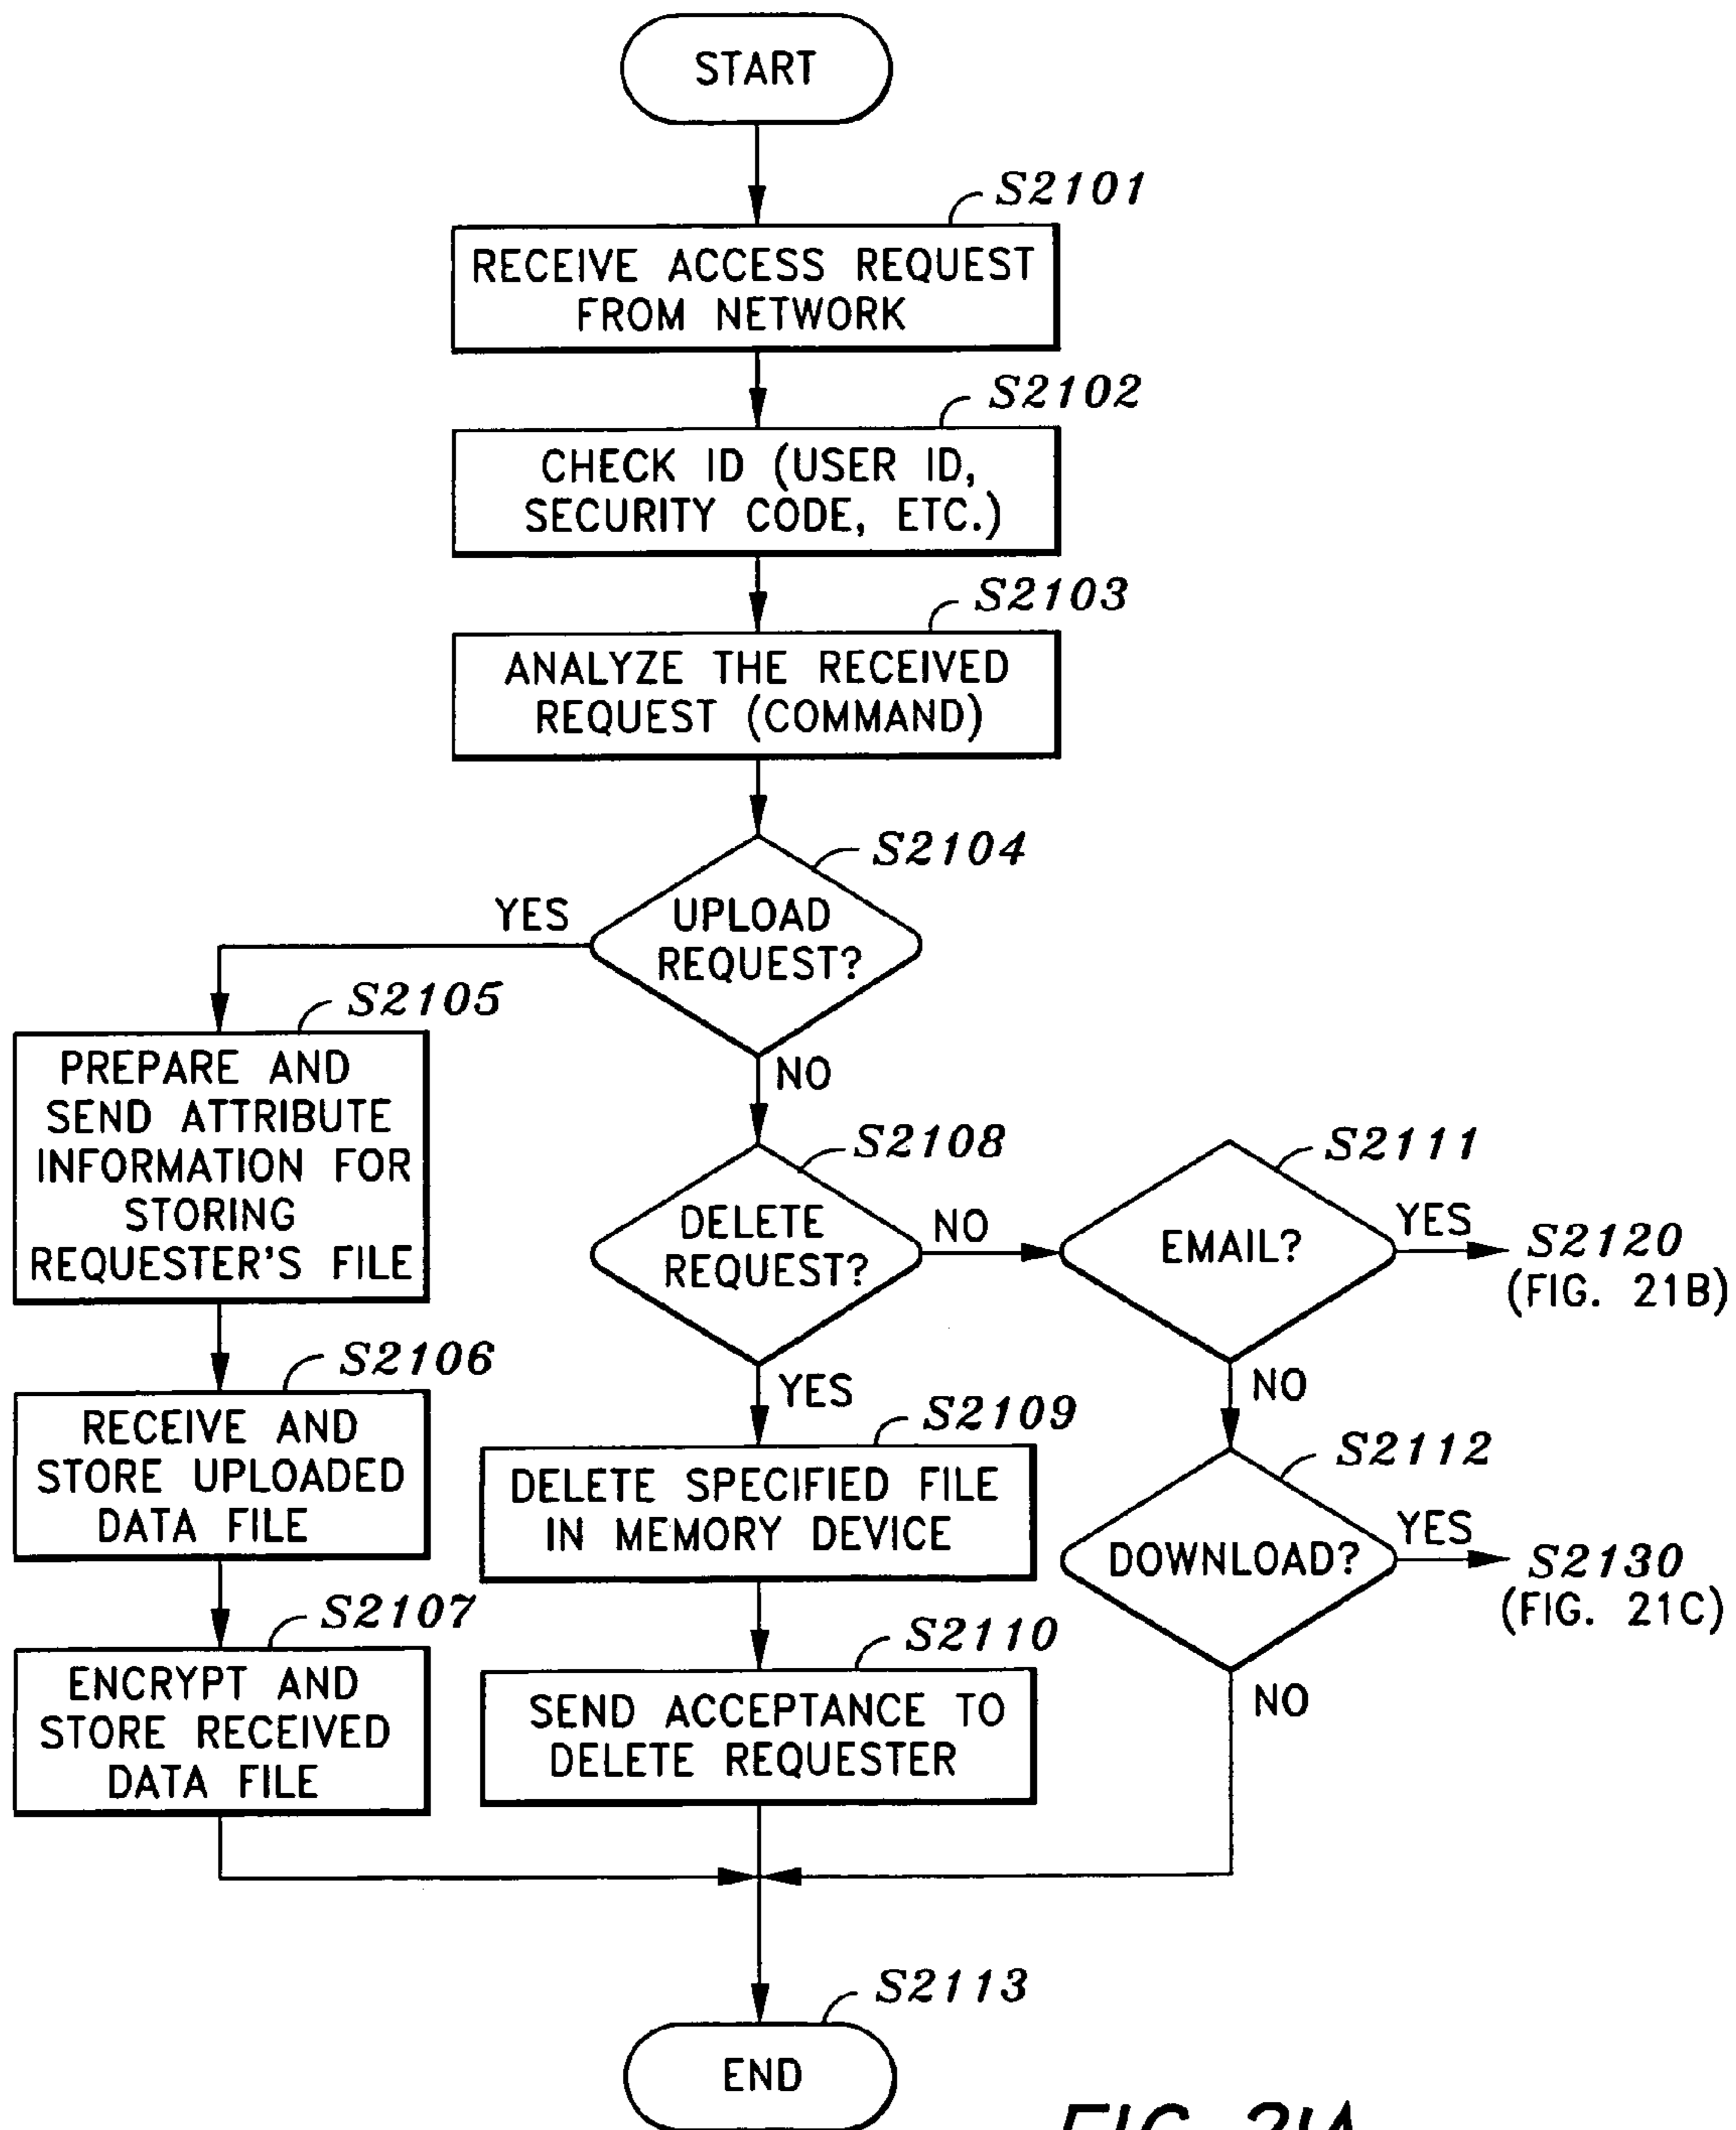 START
S2101
RECEIVE ACCESS REQUEST
FROM NETWORK
S2102
CHECK ID (USER ID,
SECURITY CODE, ETC.)
S2103
ANALYZE THE RECEIVED
REQUEST (COMMAND)
S2104
UPLOAD
REQUEST?
YES
NO
S2105
PREPARE AND
SEND ATTRIBUTE
INFORMATION FOR
STORING
REQUESTER'S FILE
S2106
RECEIVE AND
STORE UPLOADED
DATA FILE
S2107
ENCRYPT AND
STORE RECEIVED
DATA FILE
S2108
DELETE
REQUEST?
NO
YES
S2109
DELETE SPECIFIED FILE
IN MEMORY DEVICE
S2110
SEND ACCEPTANCE TO
DELETE REQUESTER
S2111
EMAIL?
YES
S2120
(FIG. 21B)
NO
S2112
DOWNLOAD?
YES
S2130
(FIG. 21C)
NO
S2113
END
FIG. 21A